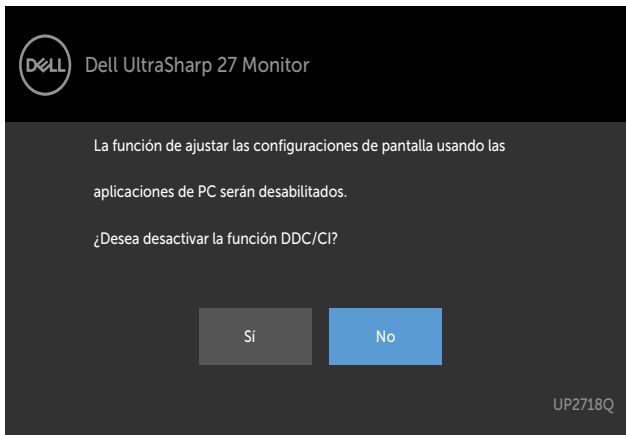 DELL
Dell UltraSharp 27 Monitor
La función de ajustar las configuraciones de pantalla usando las
aplicaciones de PC serán desabilitados.
¿Desea desactivar la función DDC/CI?
Sí
No
UP2718Q